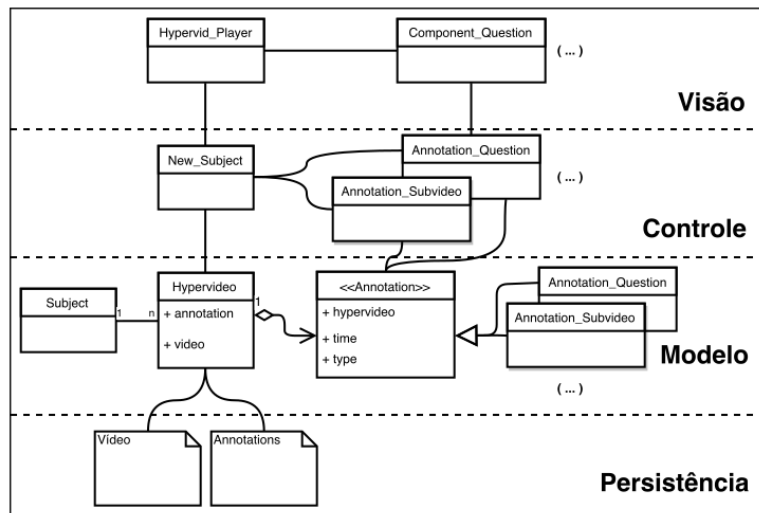 Hypervid_Player
Component_Question
(...)
Visão
New_Subject
Annotation_Question
Annotation_Subvideo
(...)
Controle
Subject
1
n
Hypervideo
+ annotation
+ video
1
<<Annotation>>
+ hypervideo
+ time
+ type
Annotation_Question
Annotation_Subvideo
Modelo
(...)
Vídeo
Annotations
Persistência